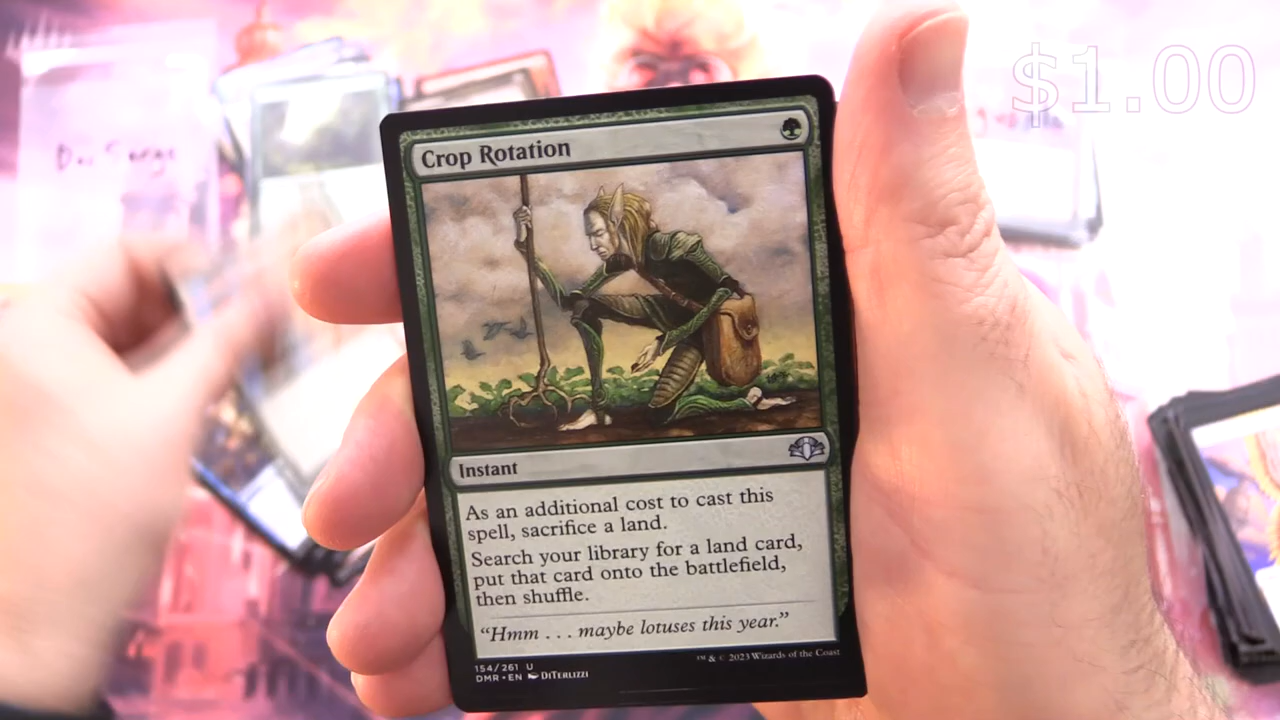 $1.00
Crop Rotation
Instant
As an additional cost to cast this
spell, sacrifice a land.
Search your library for a land card,
put that card onto the battlefield,
then shuffle.
“Hmm . . . maybe lotuses this year.”
154/261 U
DMR • EN DiTerlizzi
™ & © 2023 Wizards of the Coast